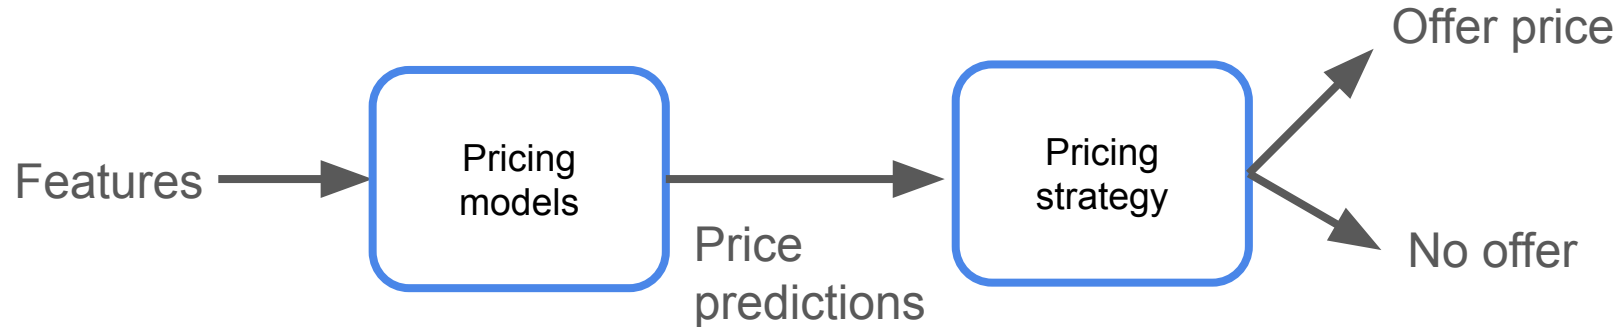 Features
Pricing
models
Price
predictions
Pricing
strategy
Offer price
No offer